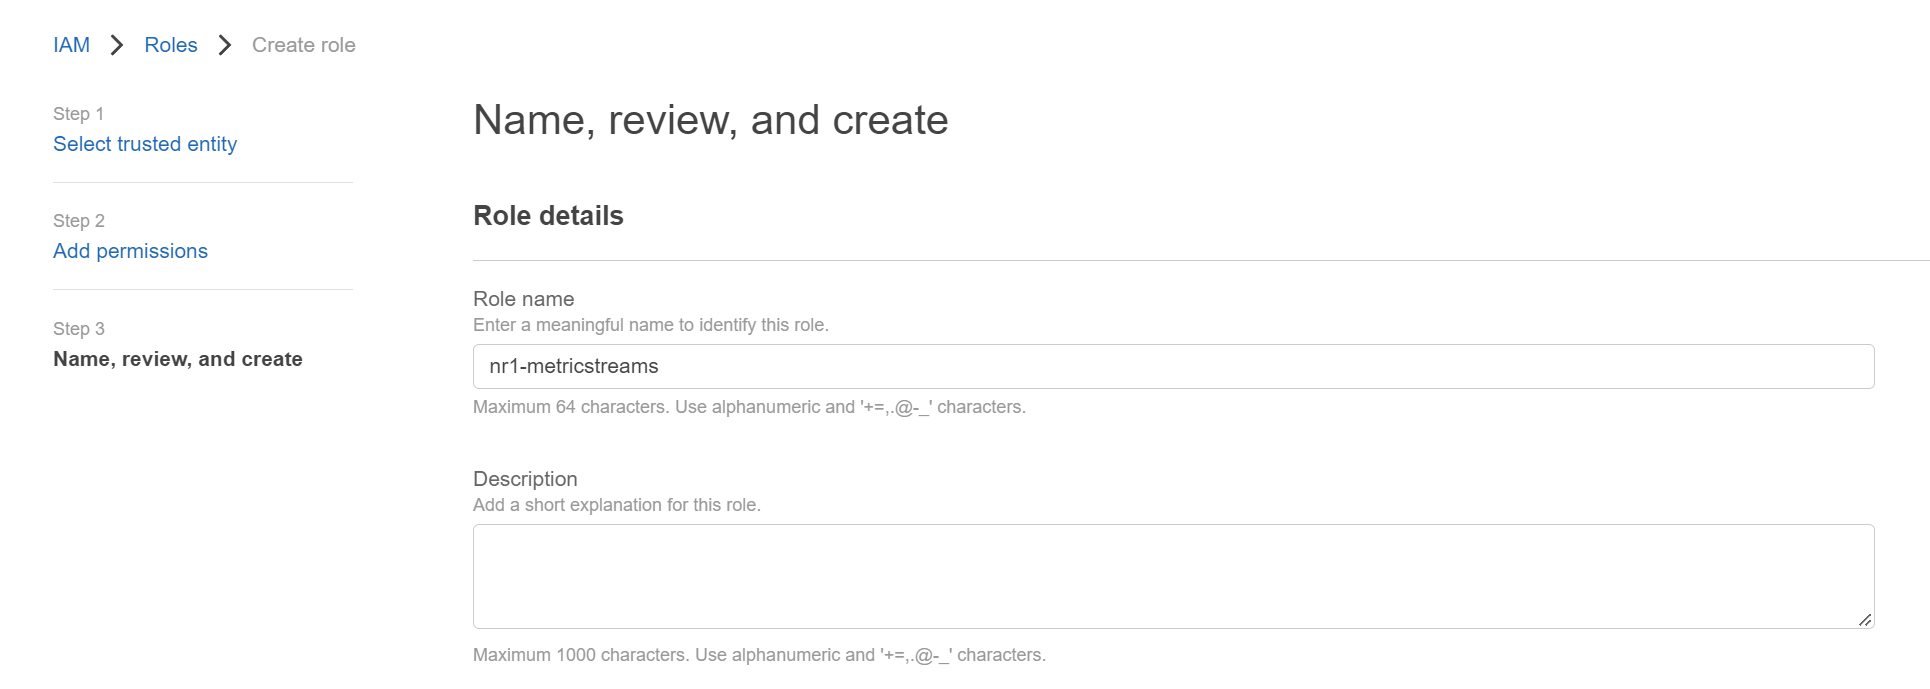 IAM > Roles > Create role
Step 1
Select trusted entity
Step 2
Add permissions
Step 3
Name, review, and create
Name, review, and create
Role details
Role name
Enter a meaningful name to identify this role.
nr1-metricstreams
Maximum 64 characters. Use alphanumeric and '+=,.@-_' characters.
Description
Add a short explanation for this role.
Maximum 1000 characters. Use alphanumeric and '+=,.@-_' characters.